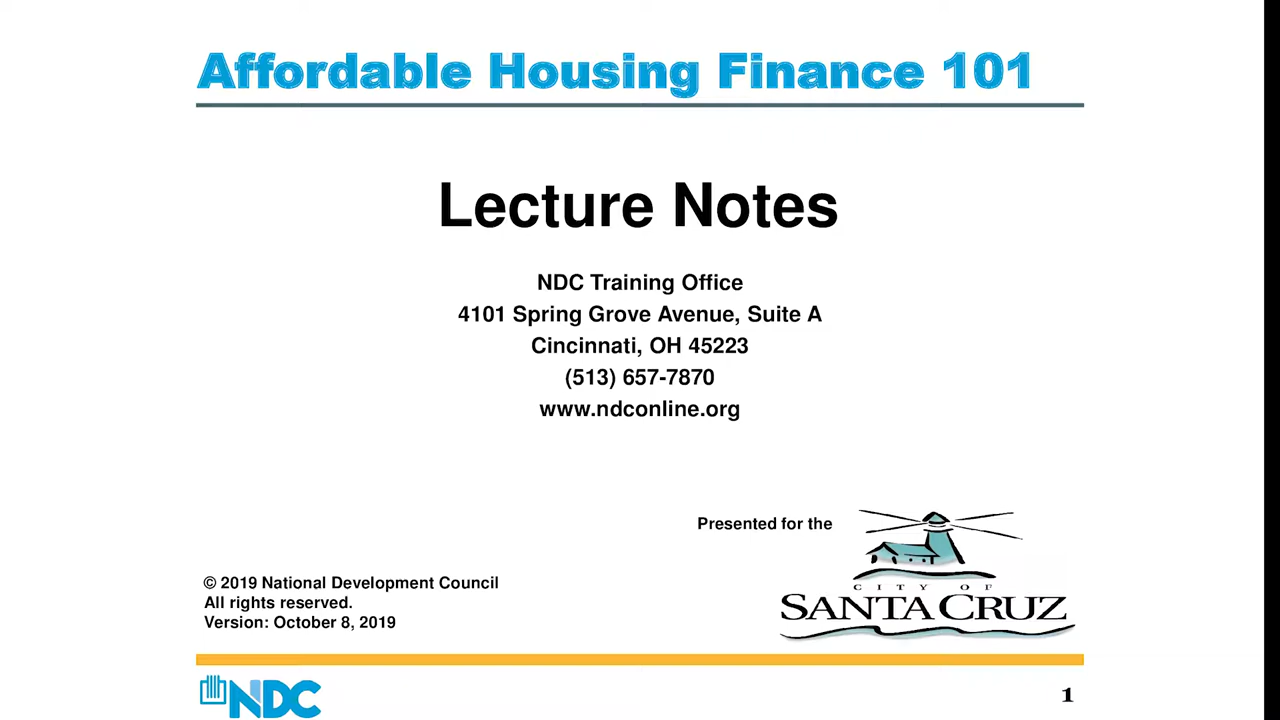 Affordable Housing Finance 101
Lecture Notes
NDC Training Office
4101 Spring Grove Avenue, Suite A
Cincinnati, OH 45223
(513) 657-7870
www.ndconline.org
Presented for the
CITY OF
SANTA CRUZ
© 2019 National Development Council
All rights reserved.
Version: October 8, 2019
NDC
1